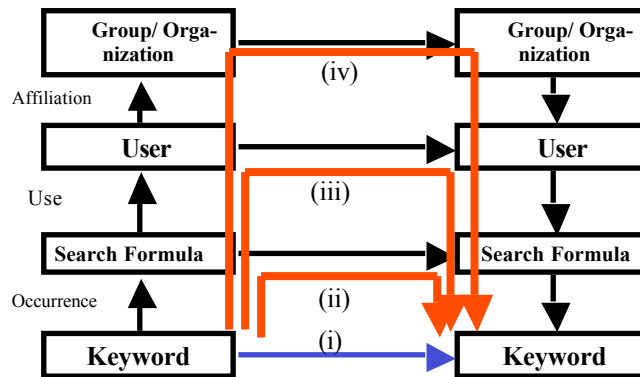 Group/ Orga-
nization
Group/ Orga-
nization
(iv)
Affiliation
User
User
Use
(iii)
Search Formula
Search Formula
Occurrence
(ii)
(i)
Keyword
Keyword